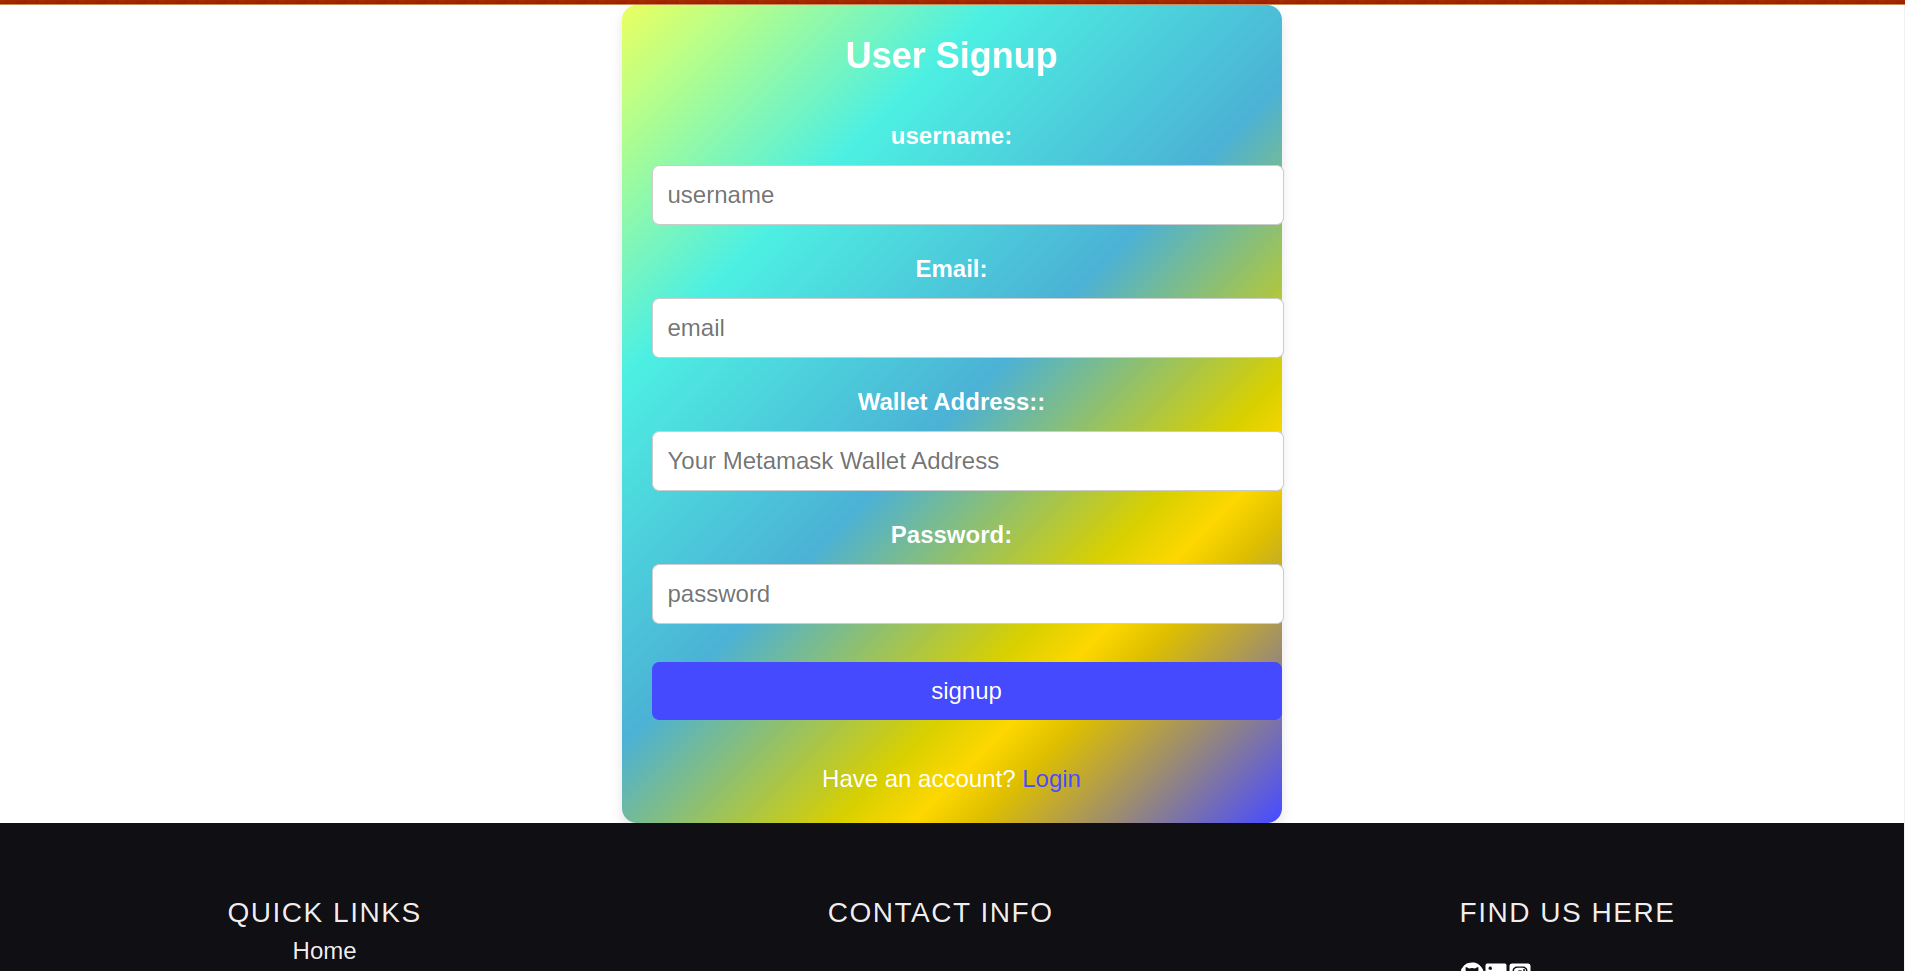 User Signup
username:
username
Email:
email
Wallet Address::
Your Metamask Wallet Address
Password:
password
signup
Have an account? Login
QUICK LINKS
Home
CONTACT INFO
FIND US HERE